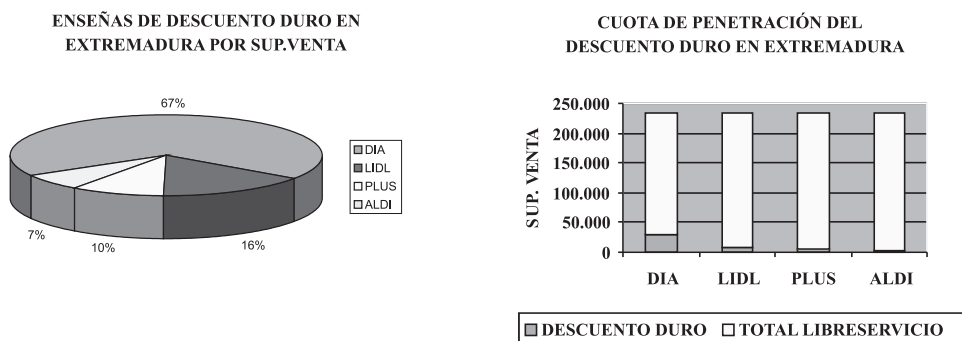 ENSEÑAS DE DESCUENTO DURO EN
EXTREMADURA POR SUP.VENTA
67%
DIA
LIDL
PLUS
ALDI
7%
10%
16%
CUOTA DE PENETRACIÓN DEL
DESCUENTO DURO EN EXTREMADURA
SUP. VENTA
250.000
200.000
150.000
100.000
50.000
0
DIA LIDL PLUS ALDI
DESCUENTO DURO TOTAL LIBRESERVICIO